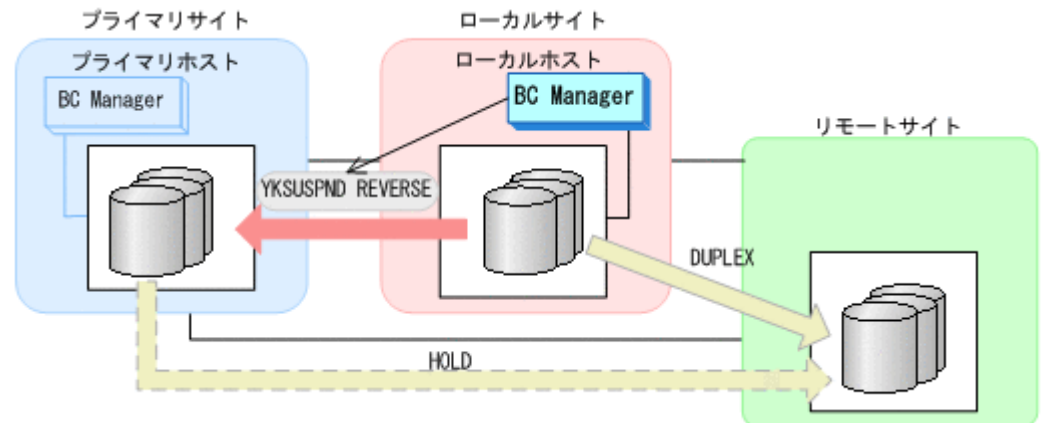 プライマリサイト
ローカルサイト
プライマリホスト
ローカルホスト
BC Manager
BC Manager
リモートサイト
YKSUSPND REVERSE
DUPLEX
HOLD